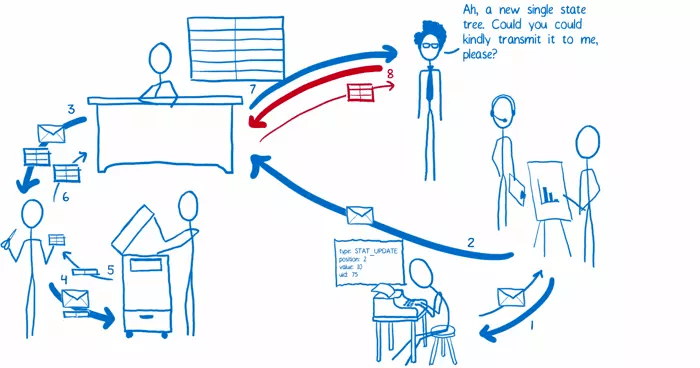 Ah, a new single state
tree. Could you could
kindly transmit it to me,
please?
7
8
3
6
2
type: STAT_UPDATE
position: 2
value: 10
uid: 75
5
4
1